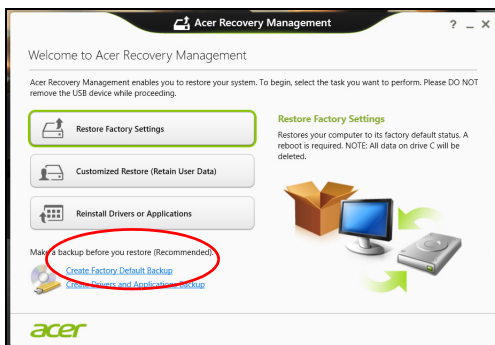 Acer Recovery Management
Welcome to Acer Recovery Management
Acer Recovery Management enables you to restore your system. To begin, select the task you want to perform. Please DO NOT
remove the USB device while proceeding.
Restore Factory Settings
Customized Restore (Retain User Data)
Reinstall Drivers or Applications
Restore Factory Settings
Restores your computer to its factory default status. A
reboot is required. NOTE: All data on drive C will be
deleted.
Make a backup before you restore (Recommended):
Create Factory Default Backup
Create Drivers and Applications Backup
acer